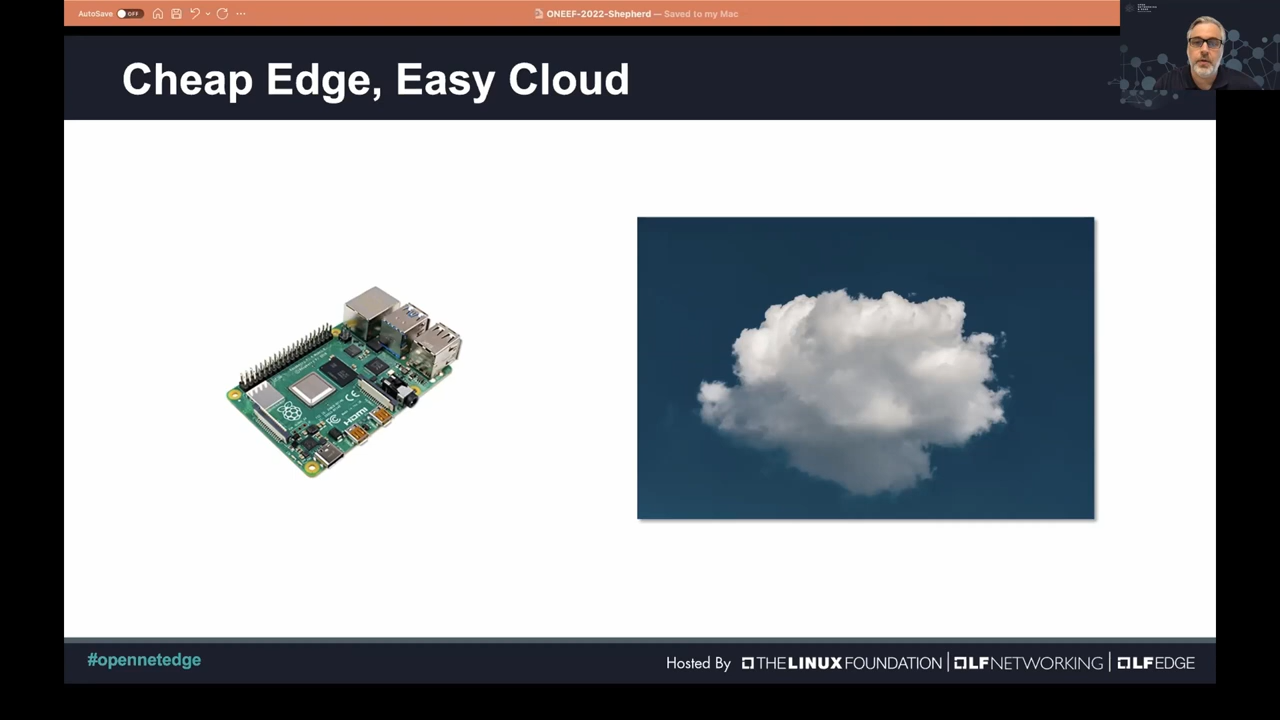 AutoSave OFF
ONEEF-2022-Shepherd — Saved to my Mac
Cheap Edge, Easy Cloud
HDMI
#opennetedge
Hosted By THE LINUX FOUNDATION | LF NETWORKING | LF EDGE